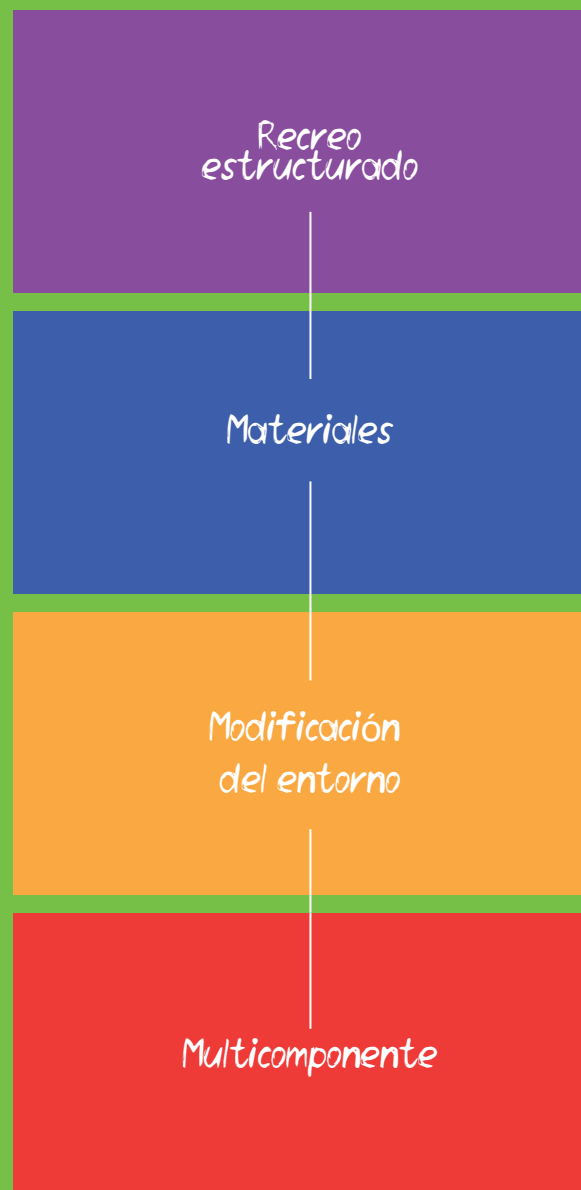 Recreo
estructurado
Materiales
Modificación
del entorno
Multicomponente